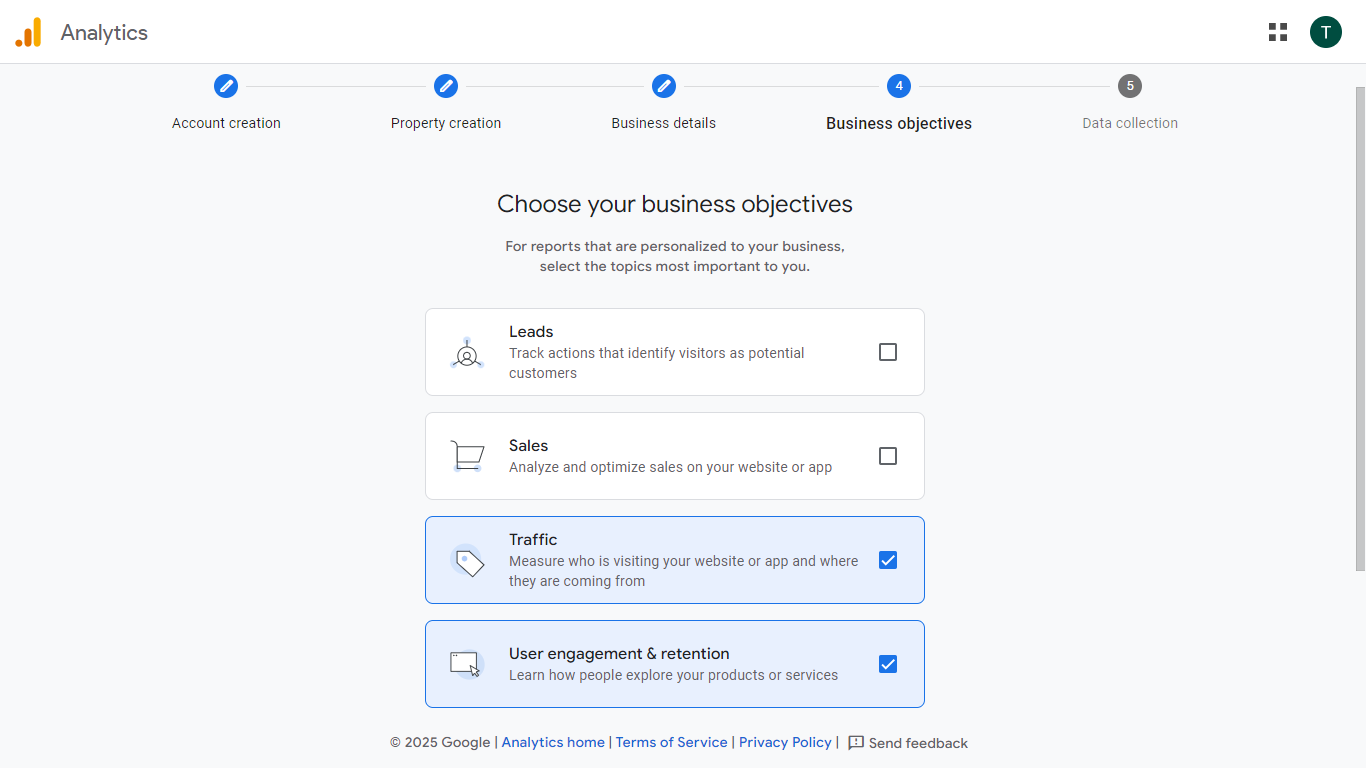 Analytics
T
4
5
Account creation
Property creation
Business details
Business objectives
Data collection
Choose your business objectives
For reports that are personalized to your business,
select the topics most important to you.
Leads
Track actions that identify visitors as potential
customers
Sales
Analyze and optimize sales on your website or app
Traffic
Measure who is visiting your website or app and where
they are coming from
User engagement & retention
Learn how people explore your products or services
© 2025 Google | Analytics home | Terms of Service | Privacy Policy | Send feedback